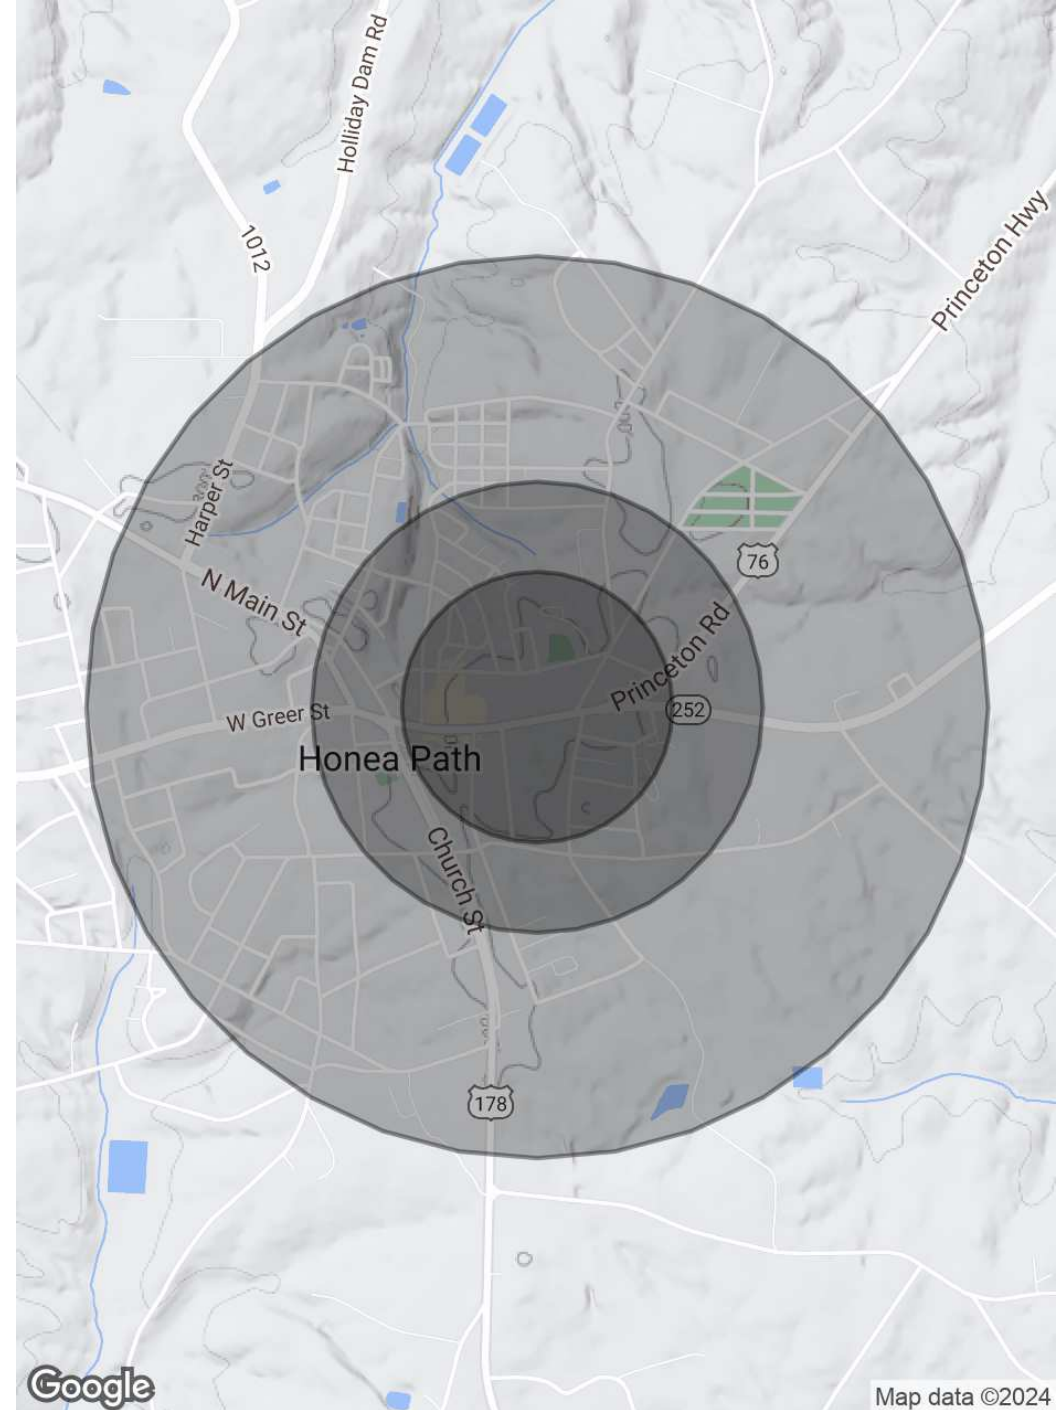 Holliday Dam Rd
1012
Princeton Hwy
Harper St
76
N Main St
Princeton Rd
W Greer St
252
Honea Path
Church St
178
Google
Map data ©2024